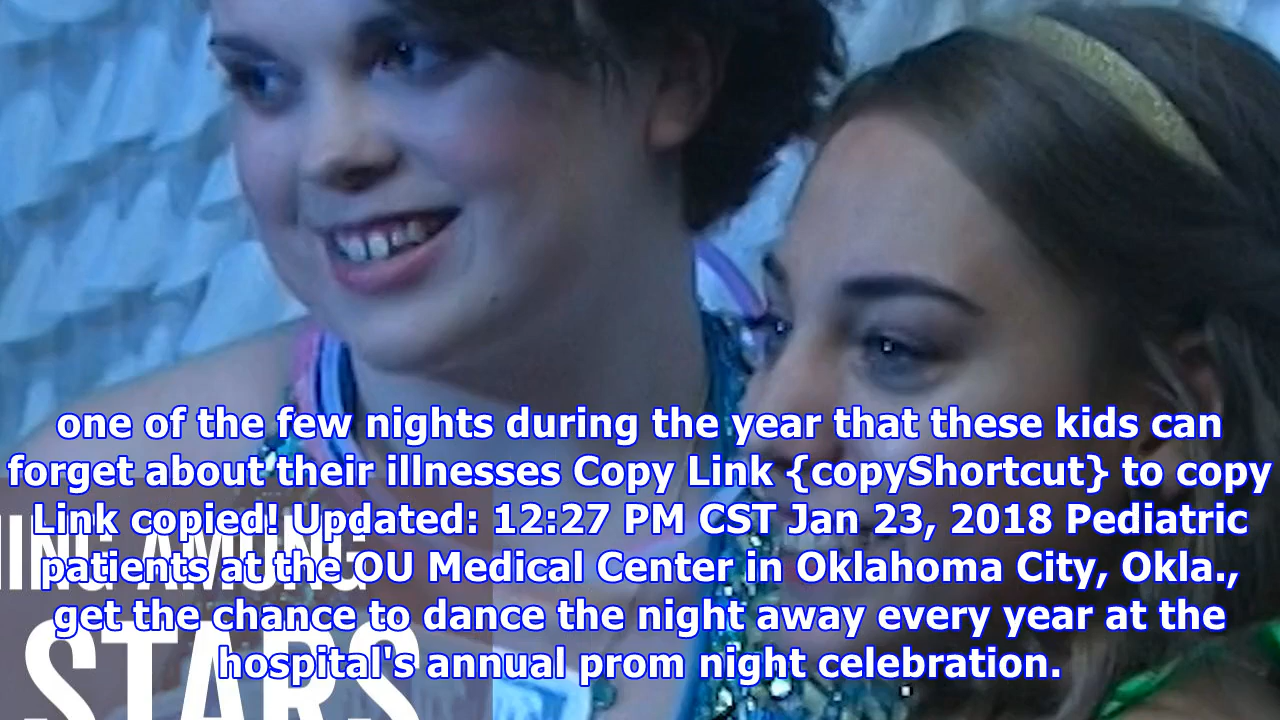 one of the few nights during the year that these kids can
forget about their illnesses Copy Link {copyShortcut} to copy
Link copied! Updated: 12:27 PM CST Jan 23, 2018 Pediatric
patients at the OU Medical Center in Oklahoma City, Okla.,
get the chance to dance the night away every year at the
hospital's annual prom night celebration.
ING AMONG
STARS